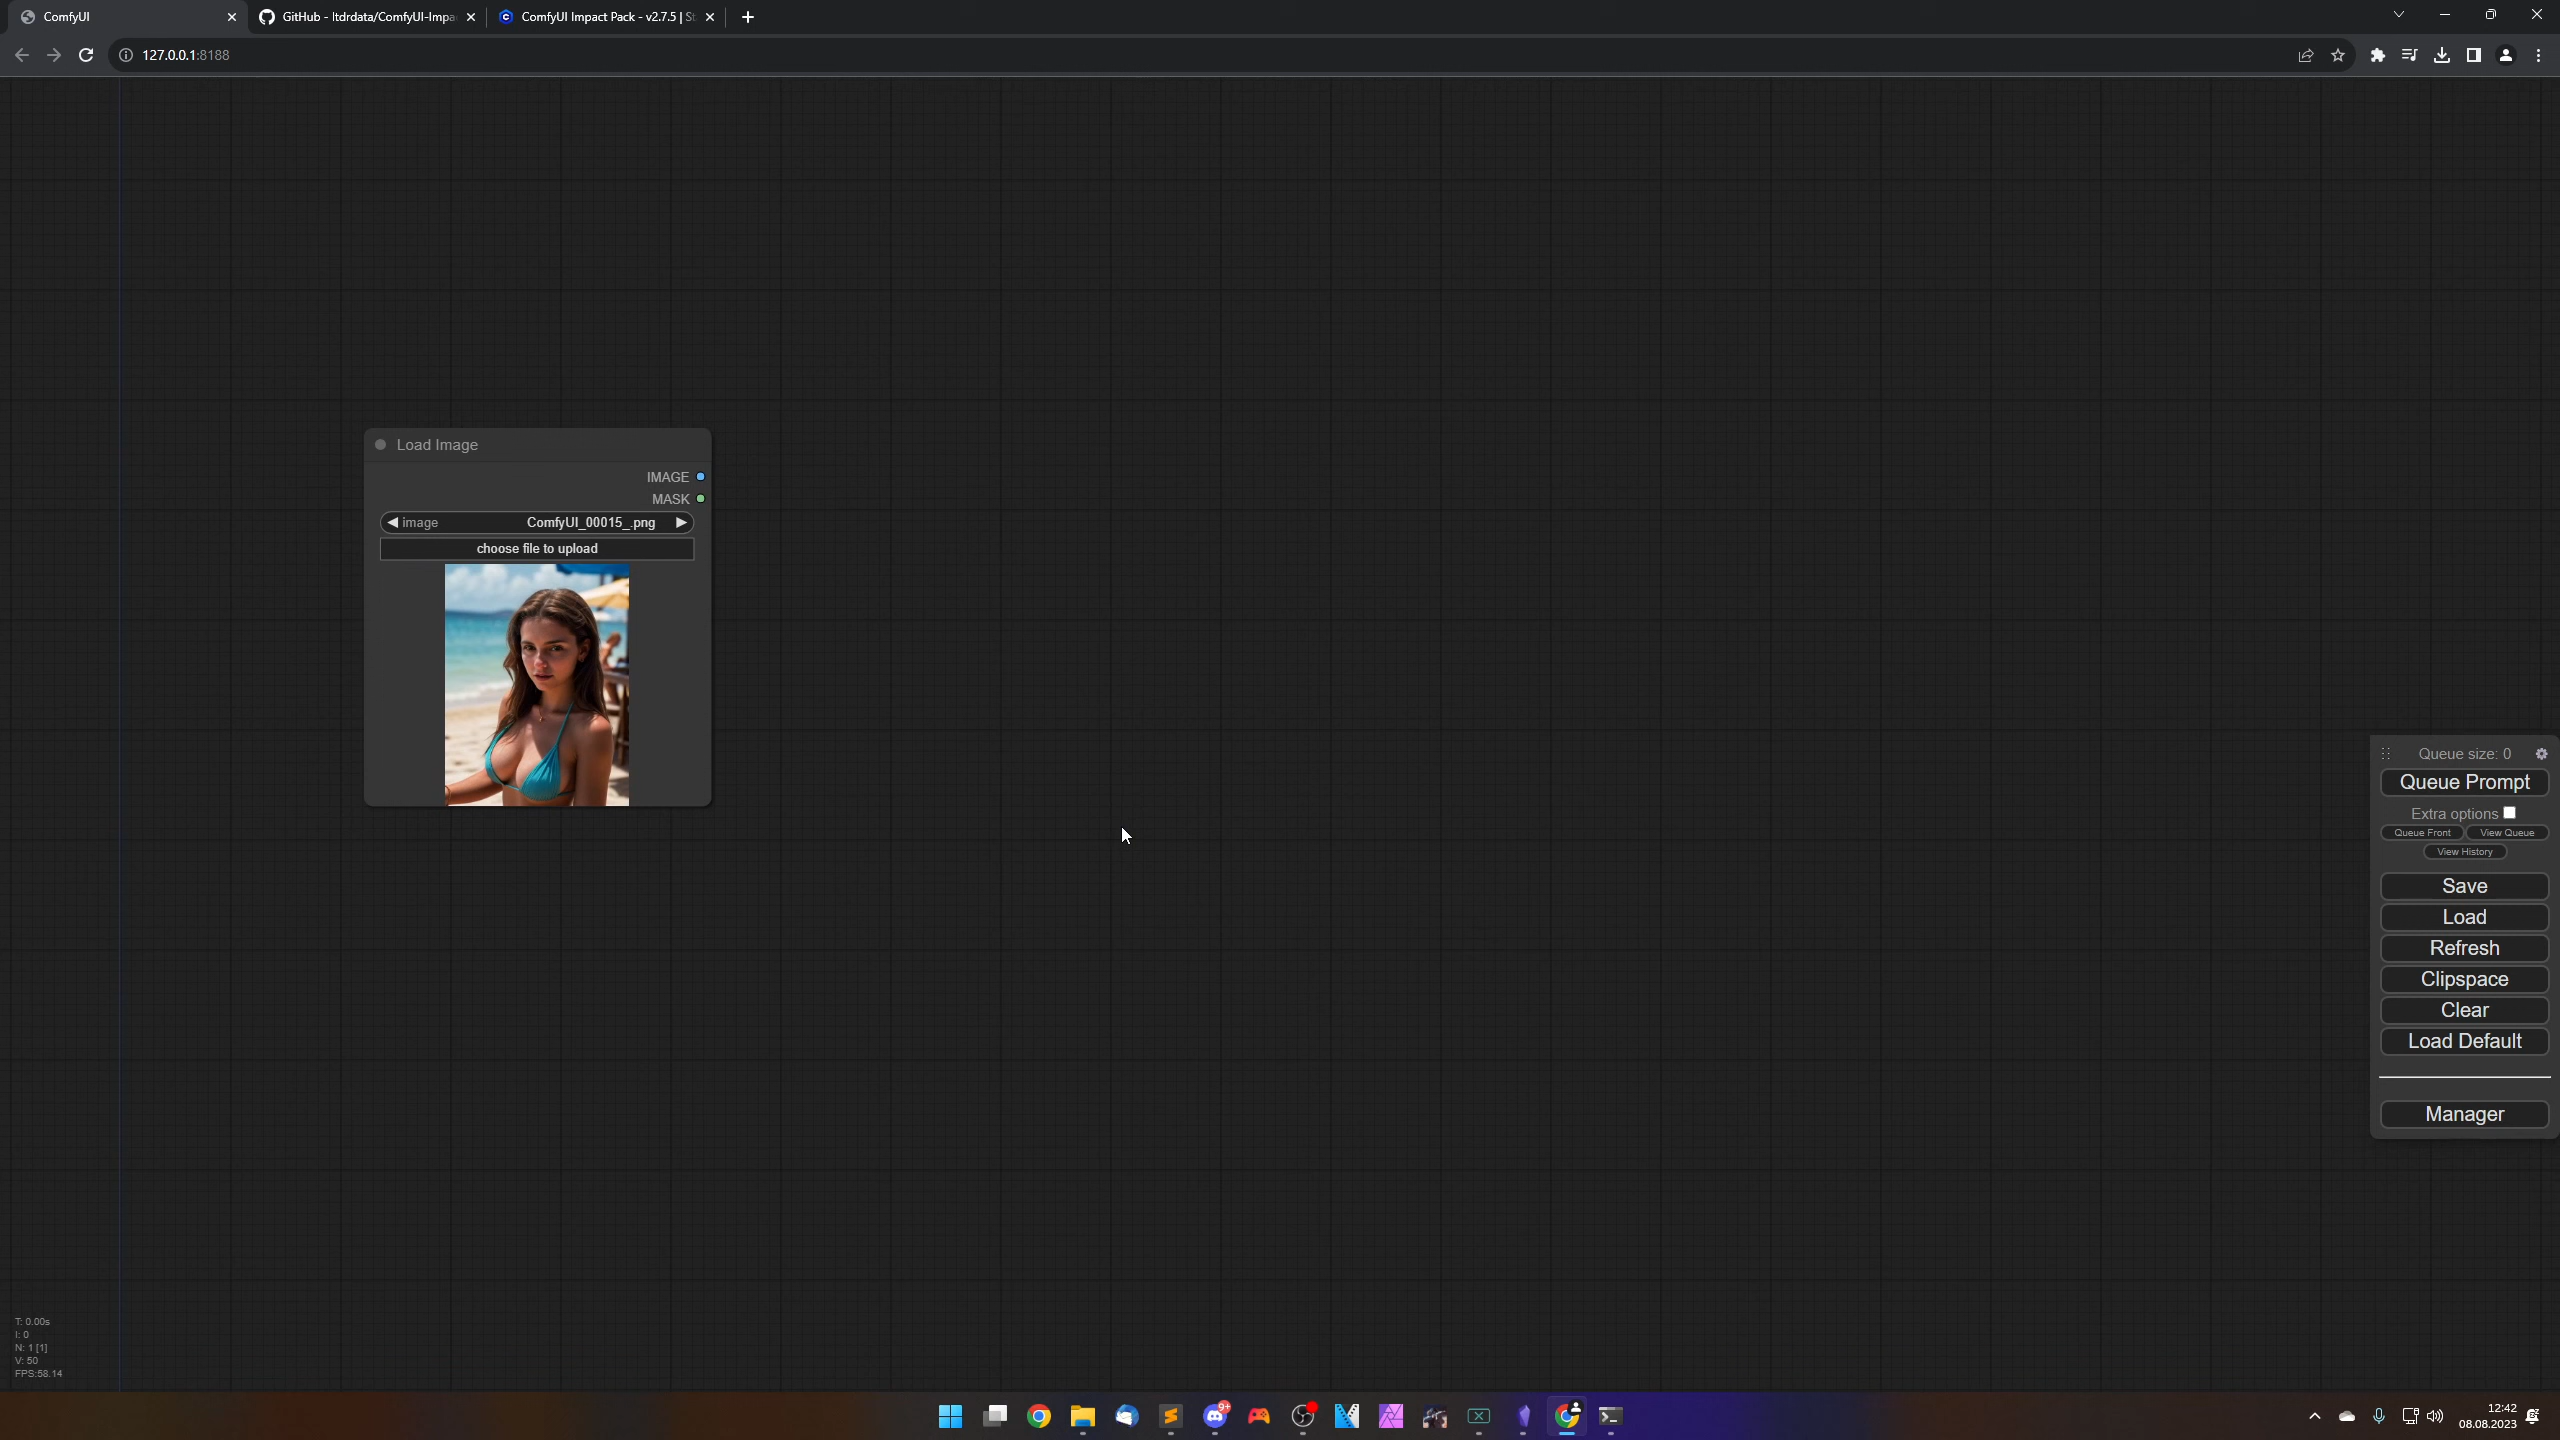 ComfyUI
GitHub - ltdrdata/ComfyUI-Impa
ComfyUI Impact Pack - v2.7.5 | St
127.0.0.1:8188
Load Image
IMAGE
MASK
image ComfyUI_00015_.png
choose file to upload
Queue size: 0
Queue Prompt
Extra options
Queue Front View Queue
View History
Save
Load
Refresh
Clipspace
Clear
Load Default
Manager
T: 0.00s
I: 0
N: 1 [1]
V: 50
FPS:58.14
9+
12:42
08.08.2023